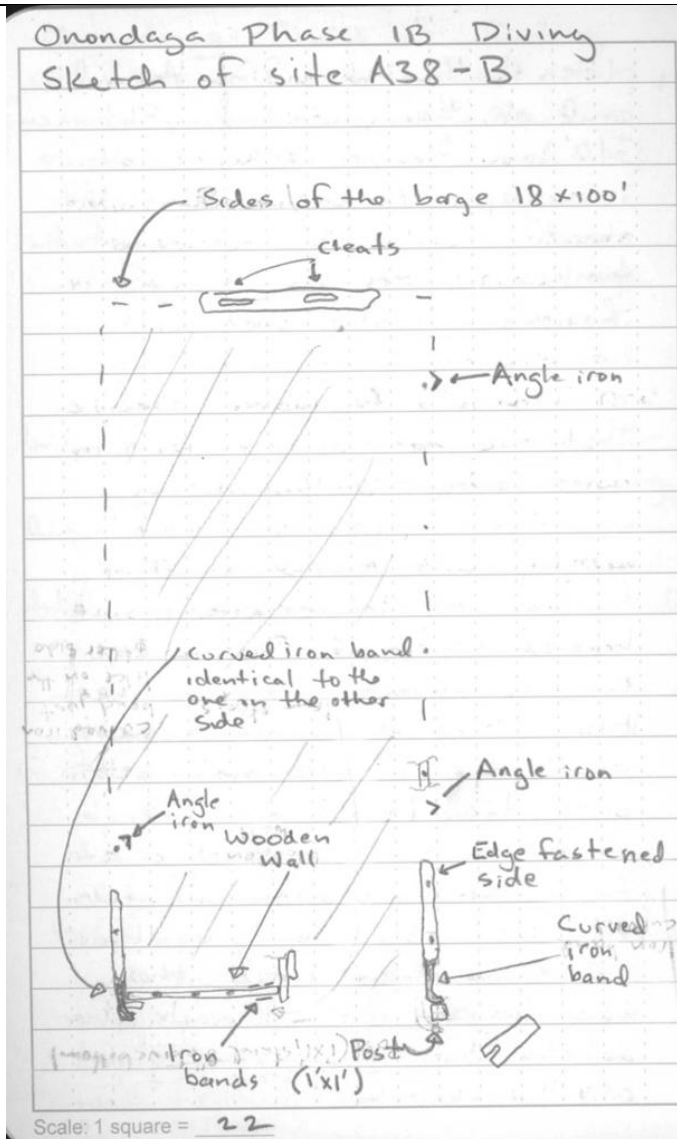 Onondaga Phase 1B Diving
Sketch of site A38-B
Sides of the barge 18 x 100'
cleats
Angle iron
curved iron band
identical to the
one on the other
side
Angle iron
Angle
iron
Wooden
Wall
Edge fastened
side
Curved
iron
band
Iron
bands (1'x1')
Post
Scale: 1 square = 22